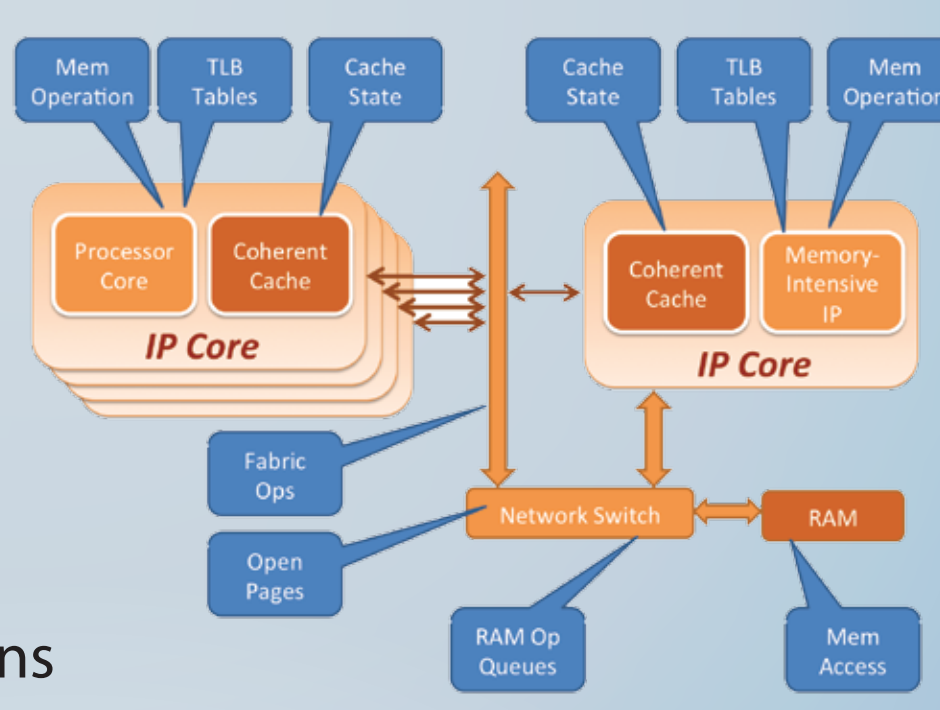 Mem
Operation
TLB
Tables
Cache
State
Cache
State
TLB
Tables
Mem
Operation
Processor
Core
Coherent
Cache
IP Core
Coherent
Cache
Memory-
Intensive
IP
IP Core
Fabric
Ops
Network Switch
RAM
Open
Pages
RAM Op
Queues
Mem
Access
ns